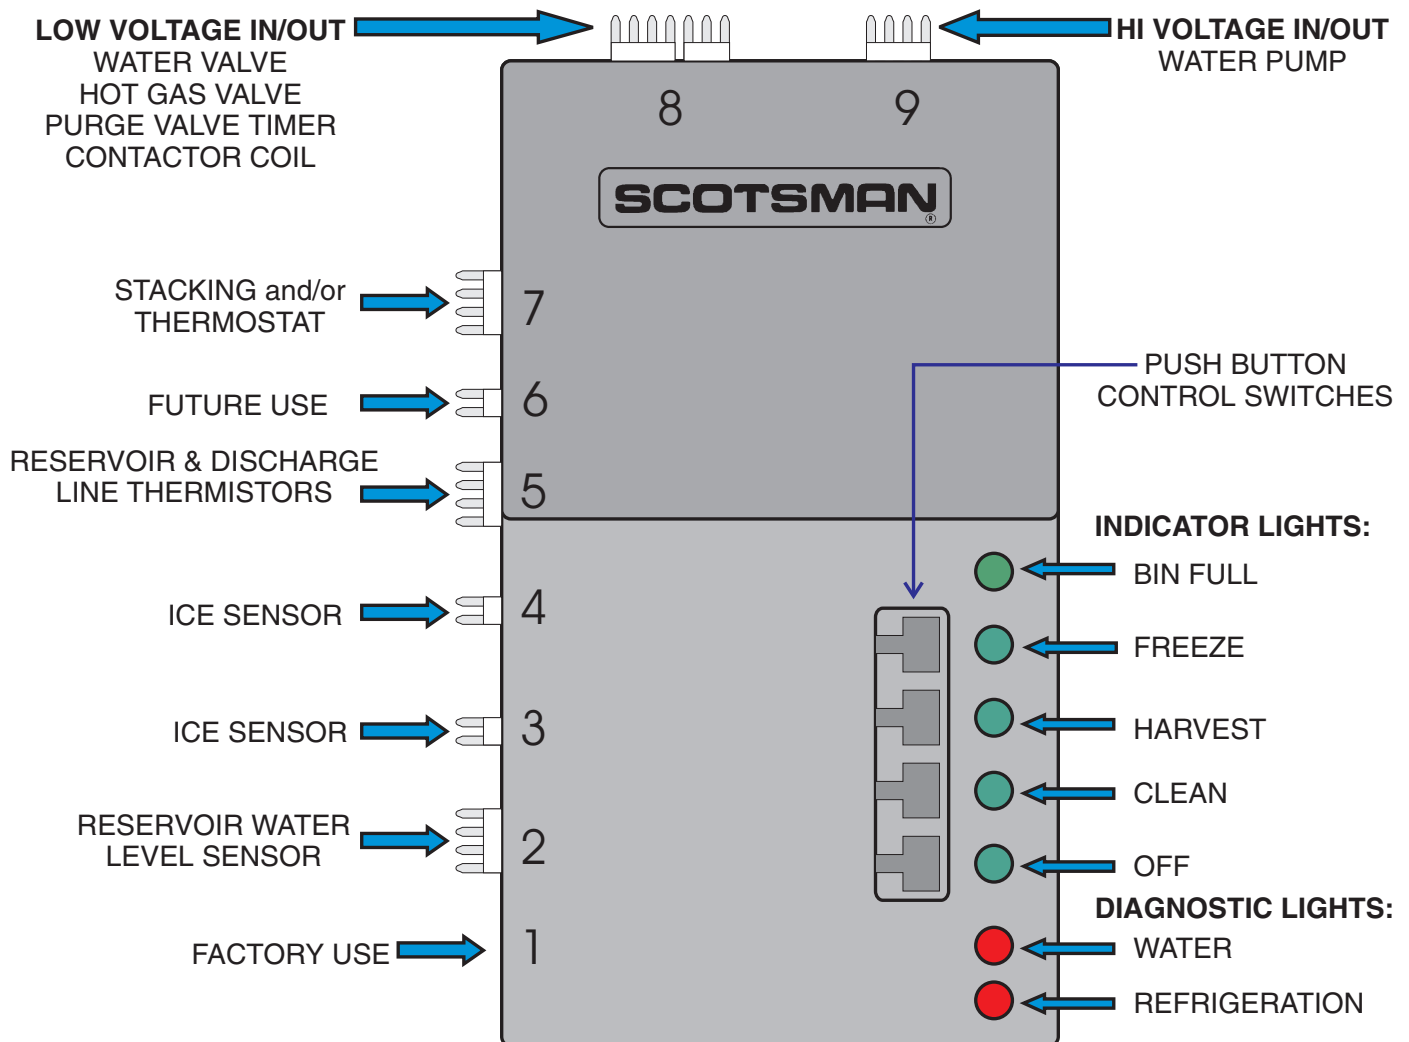 LOW VOLTAGE IN/OUT
WATER VALVE
HOT GAS VALVE
PURGE VALVE TIMER
CONTACTOR COIL
HI VOLTAGE IN/OUT
WATER PUMP
8
9
SCOTSMAN®
STACKING and/or
THERMOSTAT
7
PUSH BUTTON
CONTROL SWITCHES
FUTURE USE
6
RESERVOIR & DISCHARGE
LINE THERMISTORS
5
INDICATOR LIGHTS:
BIN FULL
ICE SENSOR
4
FREEZE
ICE SENSOR
3
HARVEST
CLEAN
RESERVOIR WATER
LEVEL SENSOR
2
OFF
DIAGNOSTIC LIGHTS:
FACTORY USE
1
WATER
REFRIGERATION